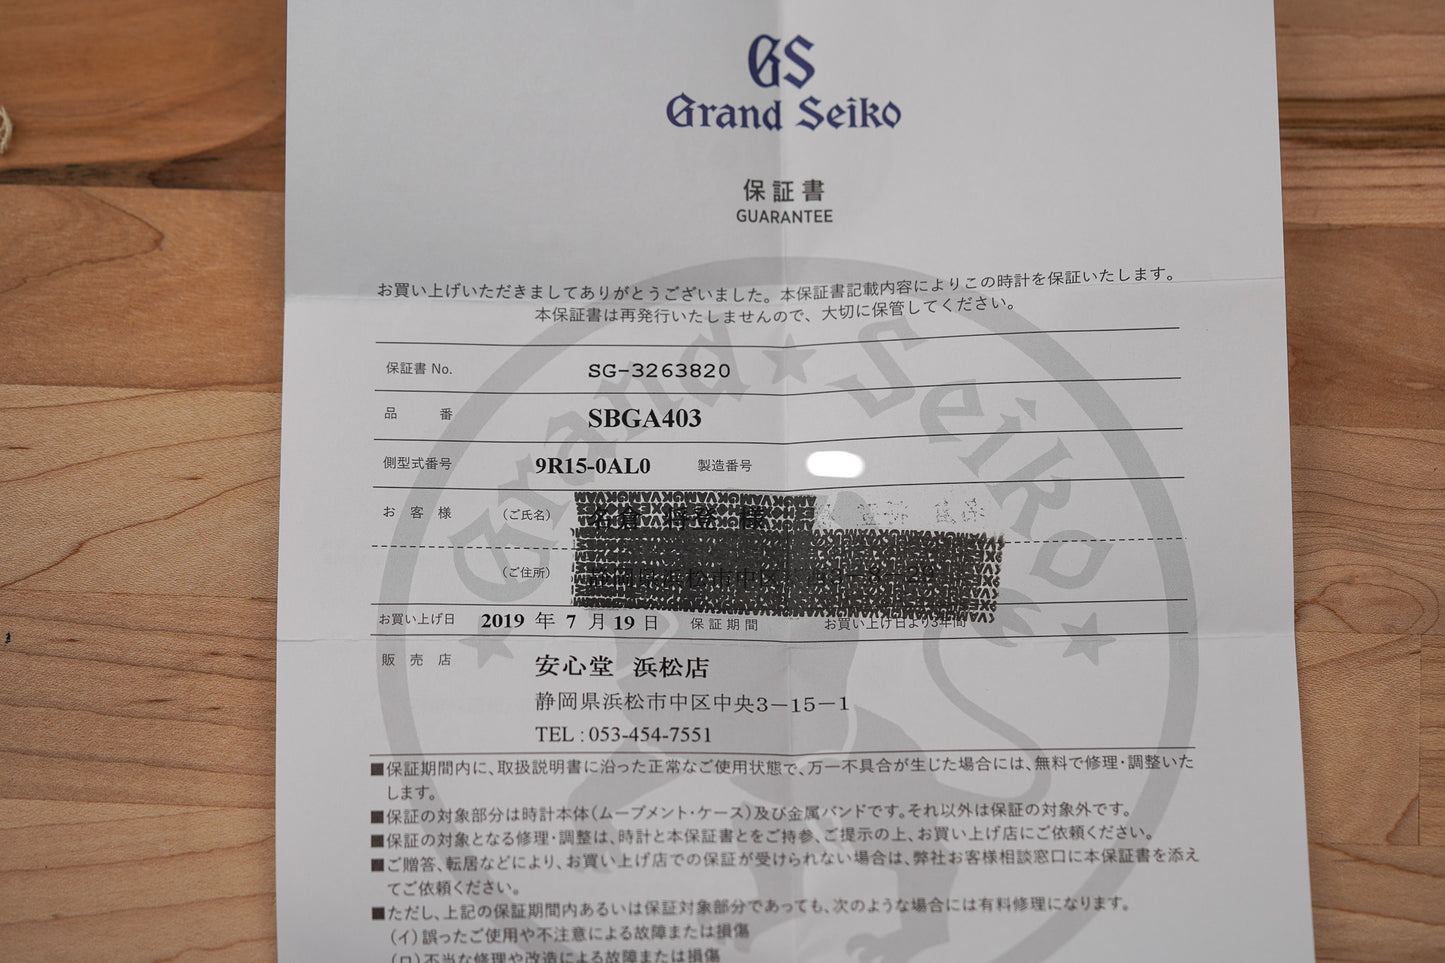 GS
Grand Seiko
保証書
GUARANTEE
お買い上げいただきましてありがとうございました。本保証書記載内容によりこの時計を保証いたします。
本保証書は再発行いたしませんので、大切に保管してください。
保証書 No. SG-3263820
品番 SBGA403
側型式番号 9R15-0AL0 製造番号
お客様 (ご氏名)
(ご住所)
お買い上げ日 2019 年 7 月 19 日 保証期間 お買い上げ日より3年間
販売店 安心堂 浜松店
静岡県浜松市中区中央3-15-1
TEL : 053-454-7551
■保証期間内に、取扱説明書に沿った正常なご使用状態で、万一不具合が生じた場合には、無料で修理・調整いた
します。
■保証の対象部分は時計本体(ムーブメント・ケース)及び金属バンドです。それ以外は保証の対象外です。
■保証の対象となる修理・調整は、時計と本保証書とをご持参、ご提示の上、お買い上げ店にご依頼ください。
■ご贈答、転居などにより、お買い上げ店での保証が受けられない場合は、弊社お客様相談窓口に本保証書を添え
てご依頼ください。
■ただし、上記の保証期間内あるいは保証対象部分であっても、次のような場合には有料修理になります。
(イ)誤ったご使用や不注意による故障または損傷
(ロ)不当な修理や改造による故障または損傷
Grand Seiko